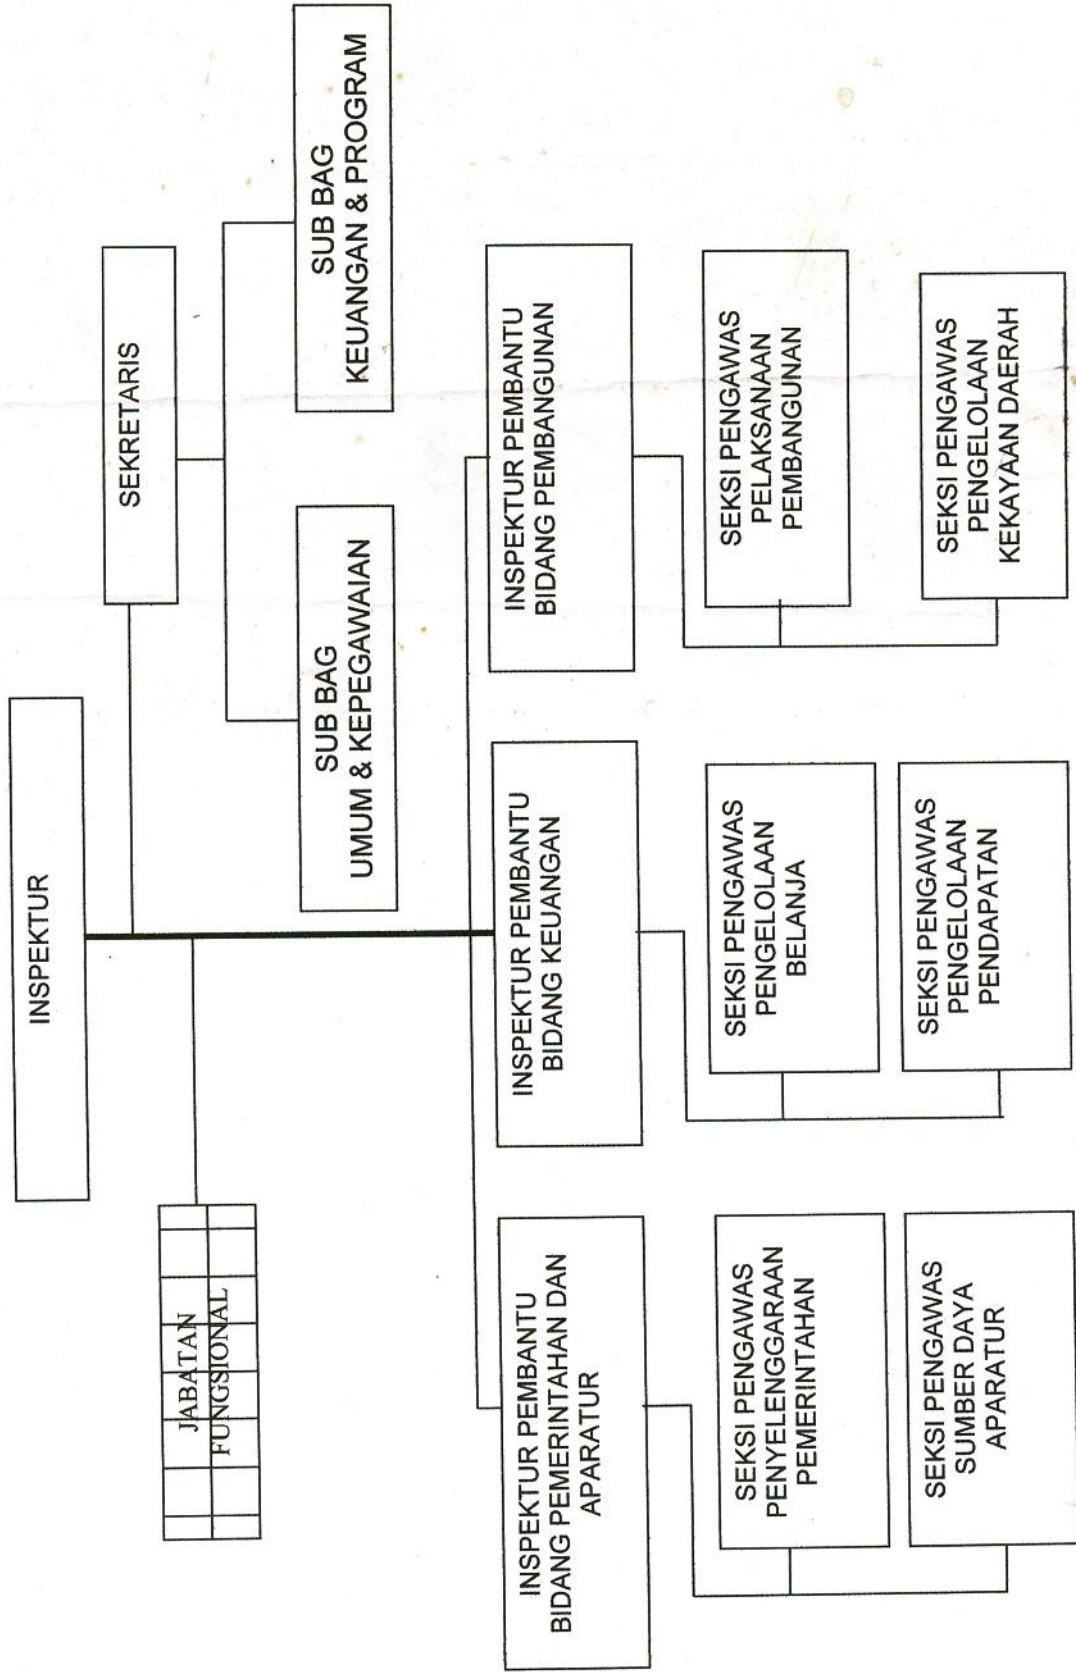 INSPEKTUR
SEKRETARIS
JABATAN
FUNGSIONAL
SUB BAG
UMUM & KEPEGAWAIAN
SUB BAG
KEUANGAN & PROGRAM
INSPEKTUR PEMBANTU
BIDANG PEMERINTAHAN DAN
APARATUR
INSPEKTUR PEMBANTU
BIDANG KEUANGAN
INSPEKTUR PEMBANTU
BIDANG PEMBANGUNAN
SEKSI PENGAWAS
PENYELENGGARAAN
PEMERINTAHAN
SEKSI PENGAWAS
PENGELOLAAN
BELANJA
SEKSI PENGAWAS
PELAKSANAAN
PEMBANGUNAN
SEKSI PENGAWAS
SUMBER DAYA
APARATUR
SEKSI PENGAWAS
PENGELOLAAN
PENDAPATAN
SEKSI PENGAWAS
PENGELOLAAN
KEKAYAAN DAERAH